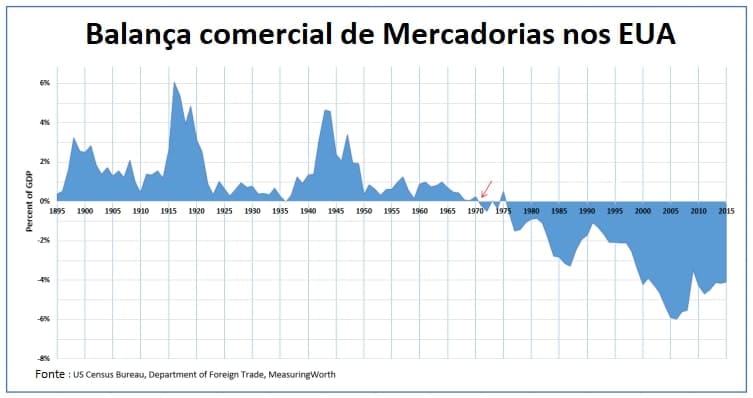 Balança comercial de Mercadorias nos EUA
Percent of GDP
6%
4%
2%
0%
1895 1900 1905 1910 1915 1920 1925 1930 1935 1940 1945 1950 1955 1960 1965 1970 1975 1980 1985 1990 1995 2000 2005 2010 2015
-2%
-4%
-6%
-8%
Fonte : US Census Bureau, Department of Foreign Trade, MeasuringWorth